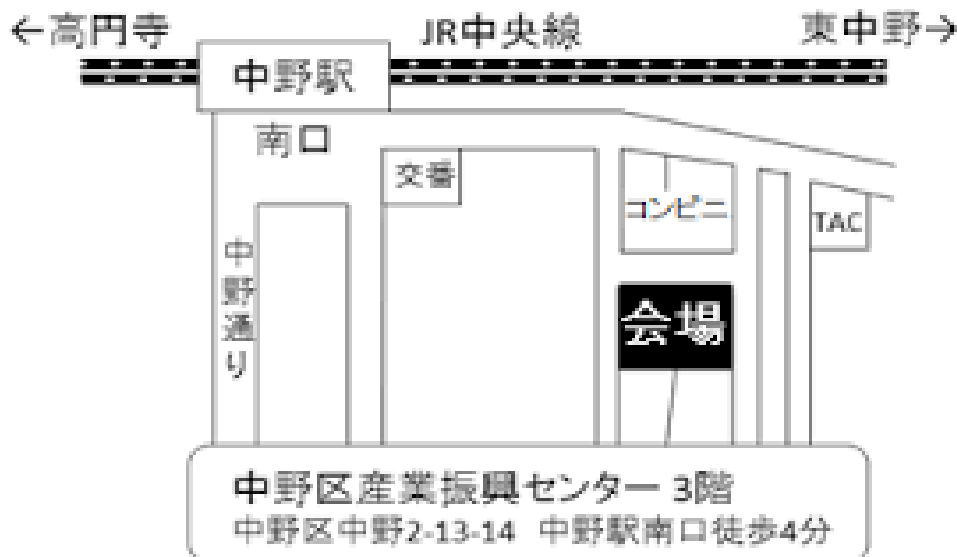 ←高円寺
JR中央線
東中野→
中野駅
南口
交番
コンビニ
TAC
中野通り
会場
中野区産業振興センター 3階
中野区中野2-13-14 中野駅南口徒歩4分